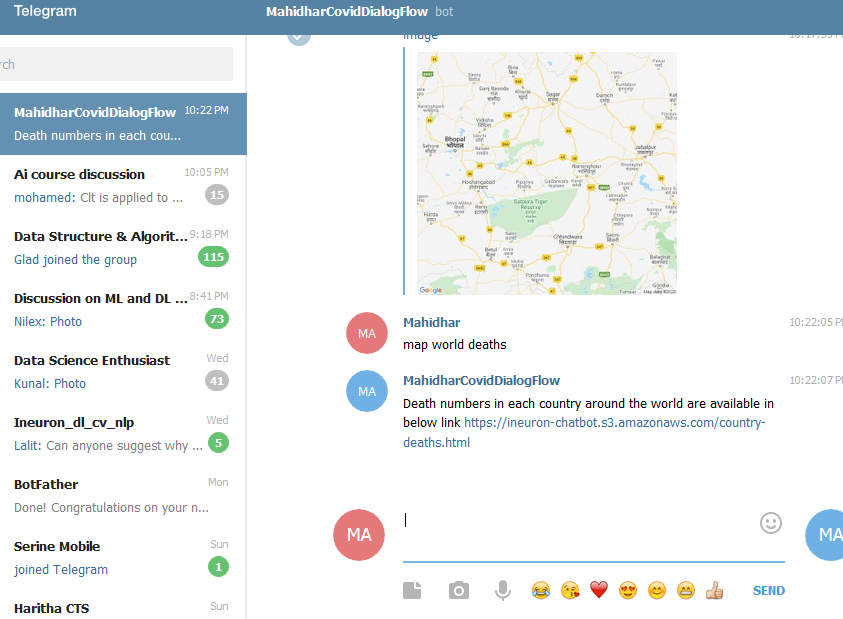 Telegram
MahidharCovidDialogFlow bot
rch
MahidharCovidDialogFlow 10:22 PM
Death numbers in each cou...
Ai course discussion 10:05 PM
mohamed: Clt is applied to ... 15
Data Structure & Algorit... 9:18 PM
Glad joined the group 115
Discussion on ML and DL ... 8:41 PM
Nilex: Photo 73
Data Science Enthusiast Wed
Kunal: Photo 41
Ineuron_dl_cv_nlp Wed
Lalit: Can anyone suggest why ... 5
BotFather Mon
Done! Congratulations on your n...
Serine Mobile Sun
joined Telegram 1
Haritha CTS Sun
image
Bhopal
भोपाल
Sagar
Vidisha
Damoh
Jabalpur
Hoshangabad
Narsinghpur
Satpura Tiger
Reserve
Harda
Betul
Chhindwara
Seoni
Balaghat
Pandhurna
Gondia
Tumsar
Google
Map data ©2020
MA
Mahidhar 10:22:05 PM
map world deaths
MA
MahidharCovidDialogFlow 10:22:07 PM
Death numbers in each country around the world are available in
below link https://ineuron-chatbot.s3.amazonaws.com/country-
deaths.html
MA
MA
SEND